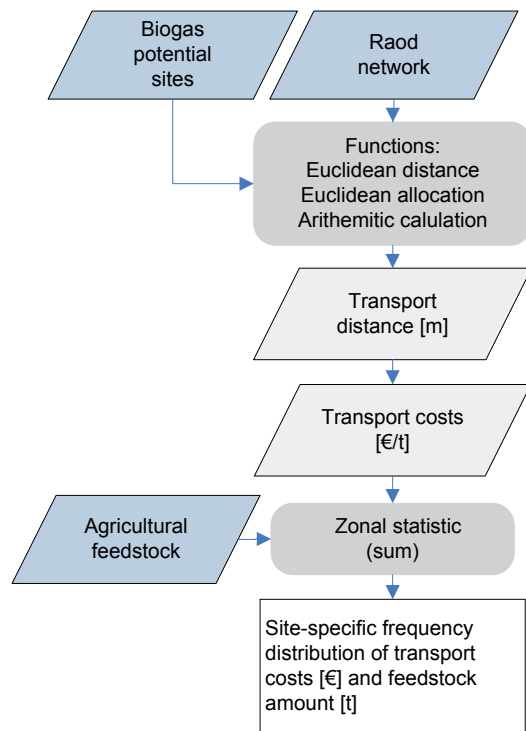 Biogas
potential
sites
Raod
network
Functions:
Euclidean distance
Euclidean allocation
Arithemitic calulation
Transport
distance [m]
Transport costs
[€/t]
Agricultural
feedstock
Zonal statistic
(sum)
Site-specific frequency
distribution of transport
costs [€] and feedstock
amount [t]